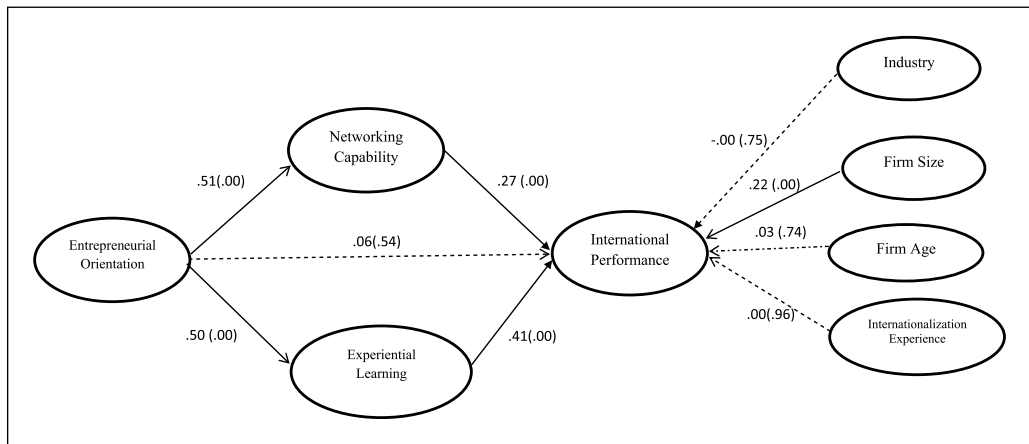 Industry
Networking
Capability
-.00 (.75)
Firm Size
.51(.00)
.27 (.00)
.22 (.00)
Entrepreneurial
Orientation
.06(.54)
International
Performance
.03 (.74)
Firm Age
.50 (.00)
.41(.00)
.00(.96)
Internationalization
Experience
Experiential
Learning